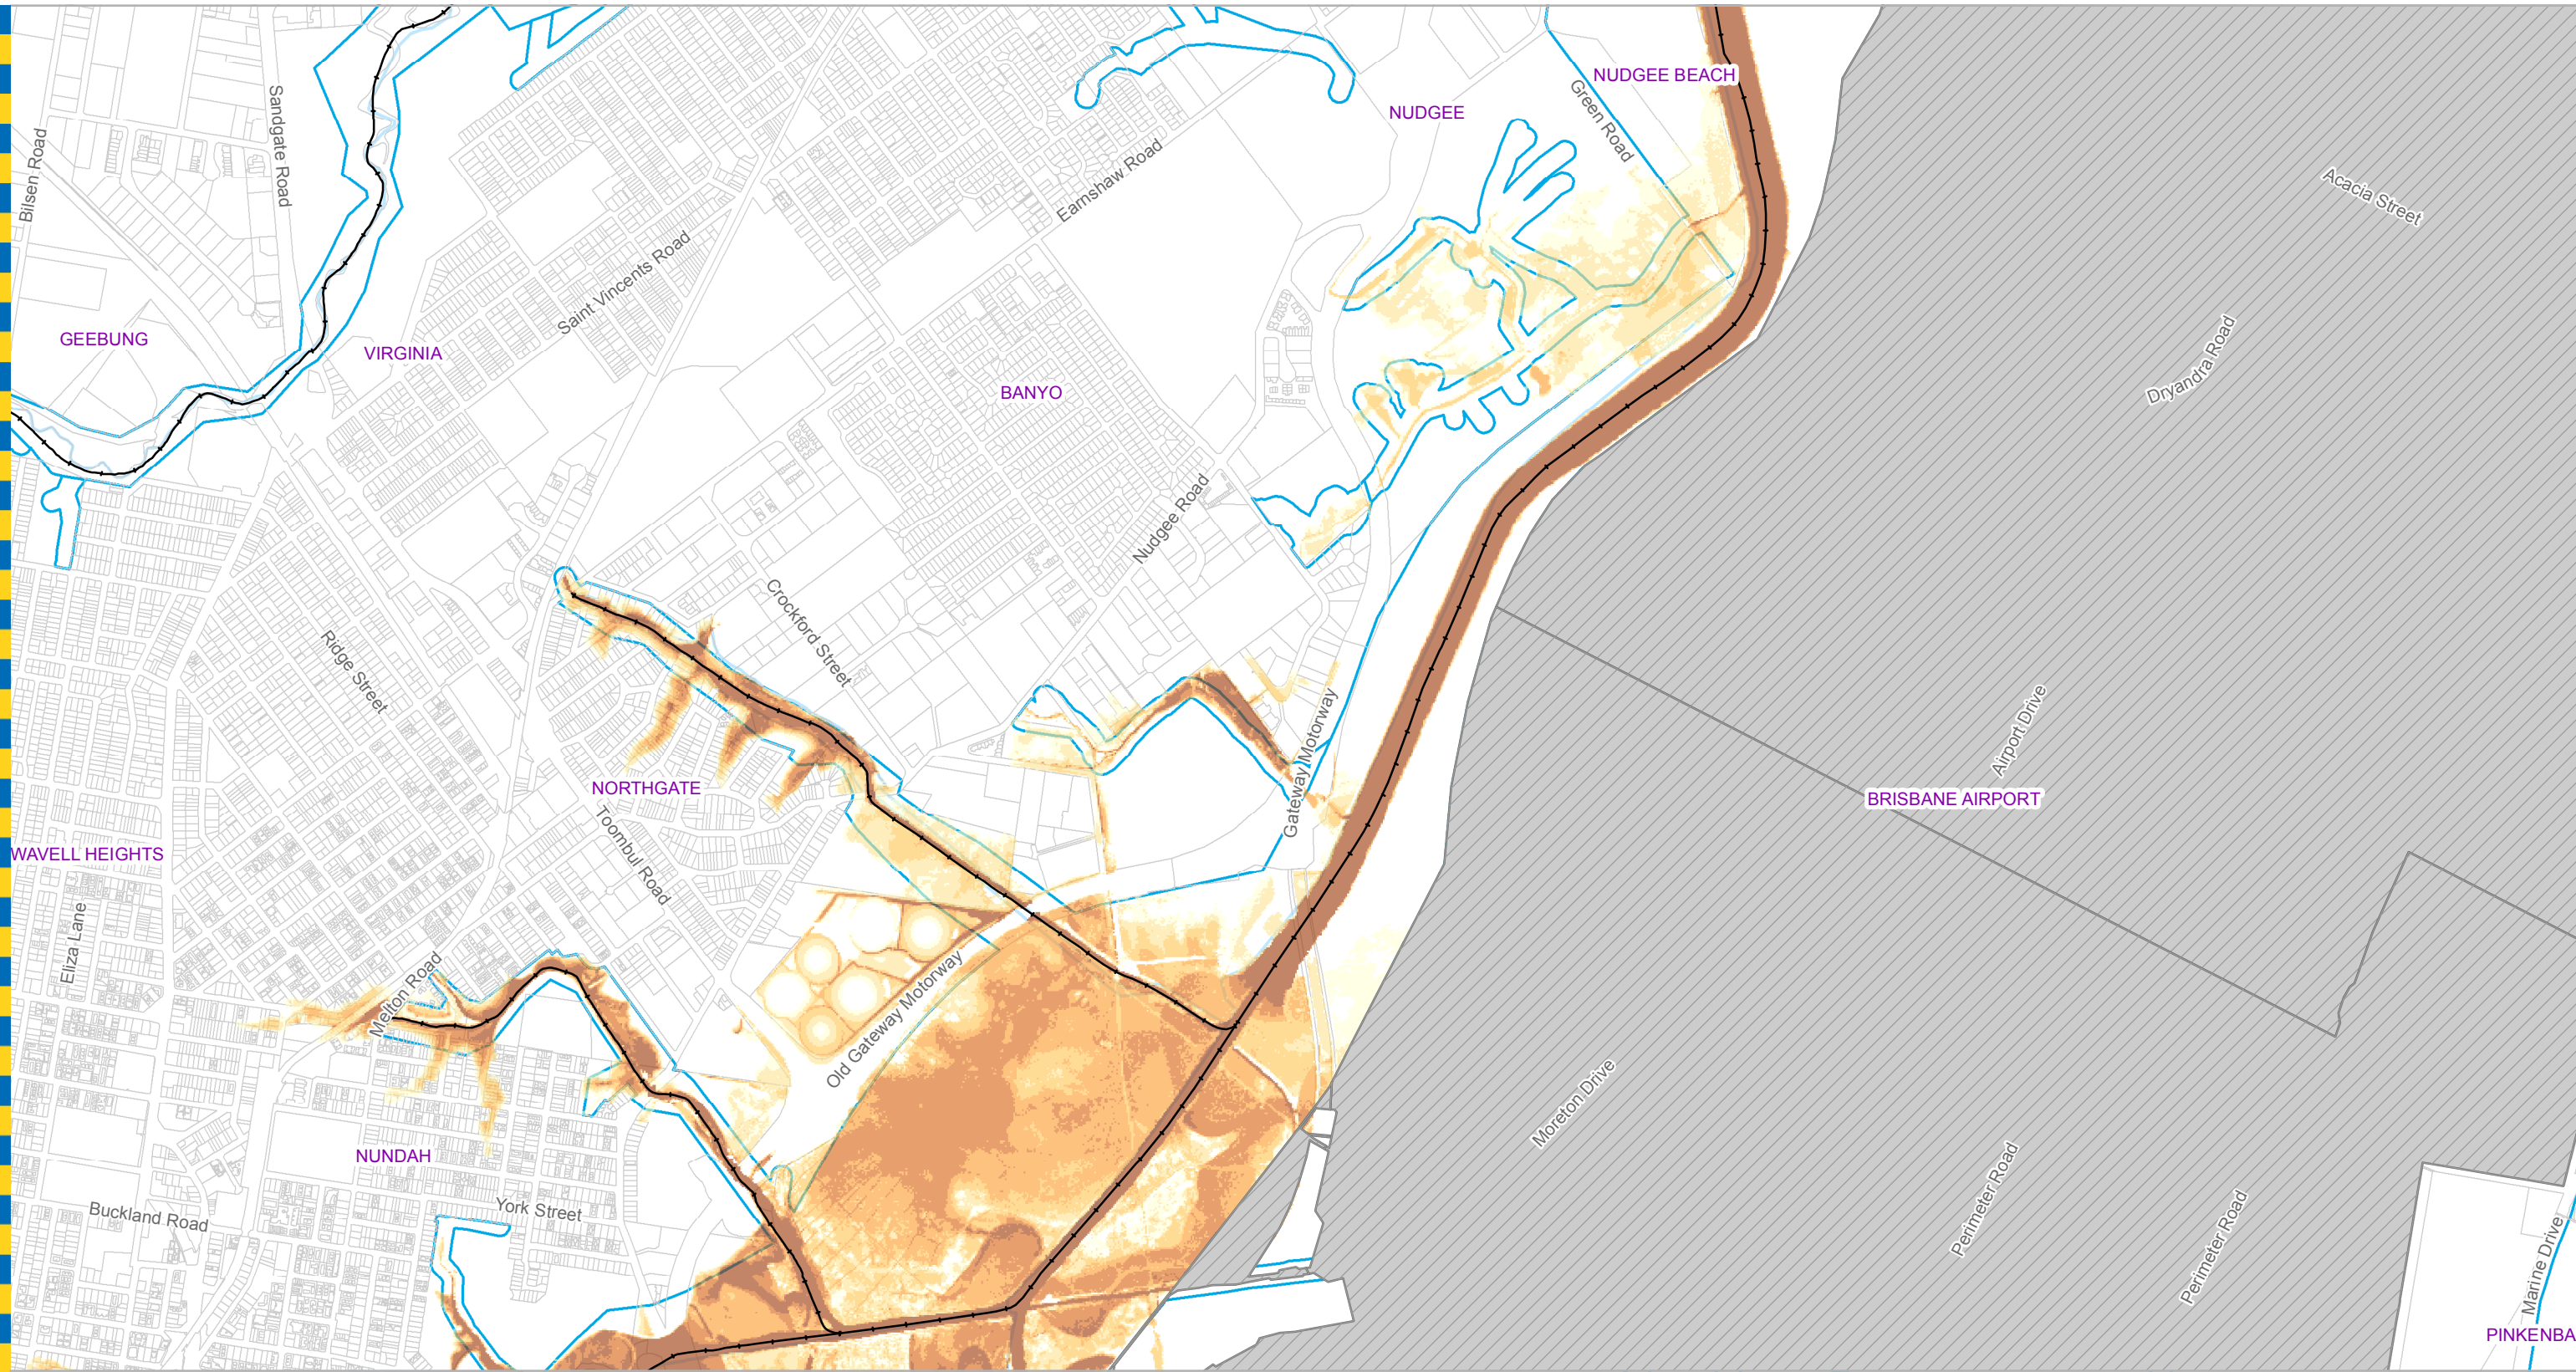 NUDGEE BEACH
NUDGEE
Green Road
Sandgate Road
Bilsen Road
Earnshaw Road
Acacia Street
Saint Vincents Road
GEEBUNG
VIRGINIA
BANYO
Dryandra Road
Nudgee Road
Crockford Street
Ridge Street
Gateway Motorway
Airport Drive
NORTHGATE
BRISBANE AIRPORT
Toombul Road
WAVELL HEIGHTS
Eliza Lane
Melton Road
Old Gateway Motorway
Moreton Drive
NUNDAH
York Street
Buckland Road
Perimeter Road
Perimeter Road
Marine Drive
PINKENBA